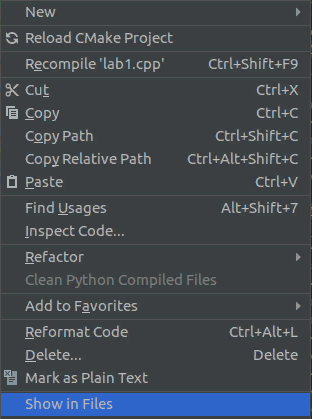 New
Reload CMake Project
Recompile 'lab1.cpp' Ctrl+Shift+F9
Cut Ctrl+X
Copy Ctrl+C
Copy Path Ctrl+Shift+C
Copy Relative Path Ctrl+Alt+Shift+C
Paste Ctrl+V
Find Usages Alt+Shift+7
Inspect Code...
Refactor
Clean Python Compiled Files
Add to Favorites
Reformat Code Ctrl+Alt+L
Delete... Delete
Mark as Plain Text
Show in Files